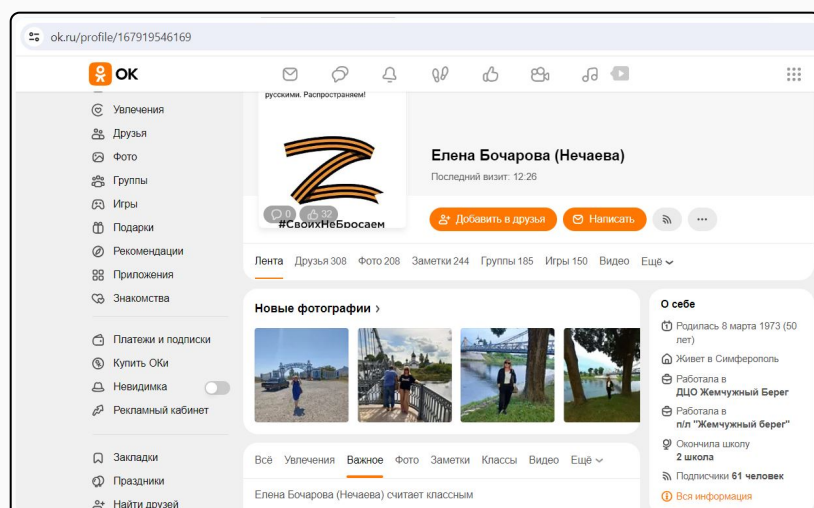 ok.ru/profile/167919546169
ОК
Увлечения
Друзья
Фото
Группы
Игры
Подарки
Рекомендации
Приложения
Знакомства
Платежи и подписки
Купить ОКи
Невидимка
Рекламный кабинет
Закладки
Праздники
Найти друзей
русскими. Распространяем!
0 32
#СвоихНеБросаем
Елена Бочарова (Нечаева)
Последний визит: 12:26
Добавить в друзья Написать
Лента Друзья 308 Фото 208 Заметки 244 Группы 185 Игры 150 Видео Ещё
Новые фотографии
Всё Увлечения Важное Фото Заметки Классы Видео Ещё
Елена Бочарова (Нечаева) считает классным
О себе
Родилась 8 марта 1973 (50
лет)
Живет в Симферополь
Работала в
ДЦО Жемчужный Берег
Работала в
п/л "Жемчужный берег"
Окончила школу
2 школа
Подписчики 61 человек
Вся информация